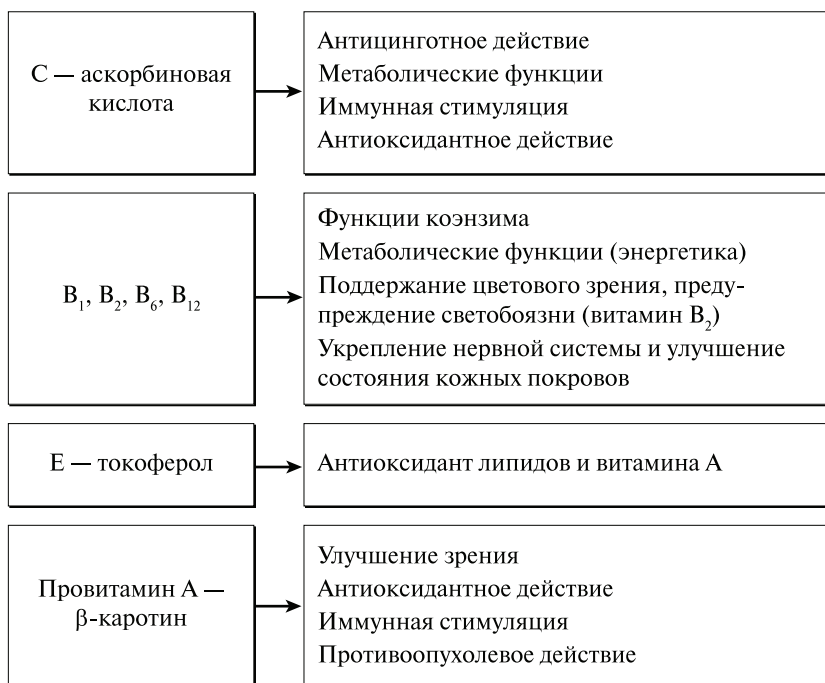 С — аскорбиновая
кислота
Антицинготное действие
Метаболические функции
Иммунная стимуляция
Антиоксидантное действие
B₁, B₂, B₆, B₁₂
Функции коэнзима
Метаболические функции (энергетика)
Поддержание цветового зрения, преду-
преждение светобоязни (витамин B₂)
Укрепление нервной системы и улучшение
состояния кожных покровов
Е — токоферол
Антиоксидант липидов и витамина А
Провитамин А —
β-каротин
Улучшение зрения
Антиоксидантное действие
Иммунная стимуляция
Противоопухолевое действие